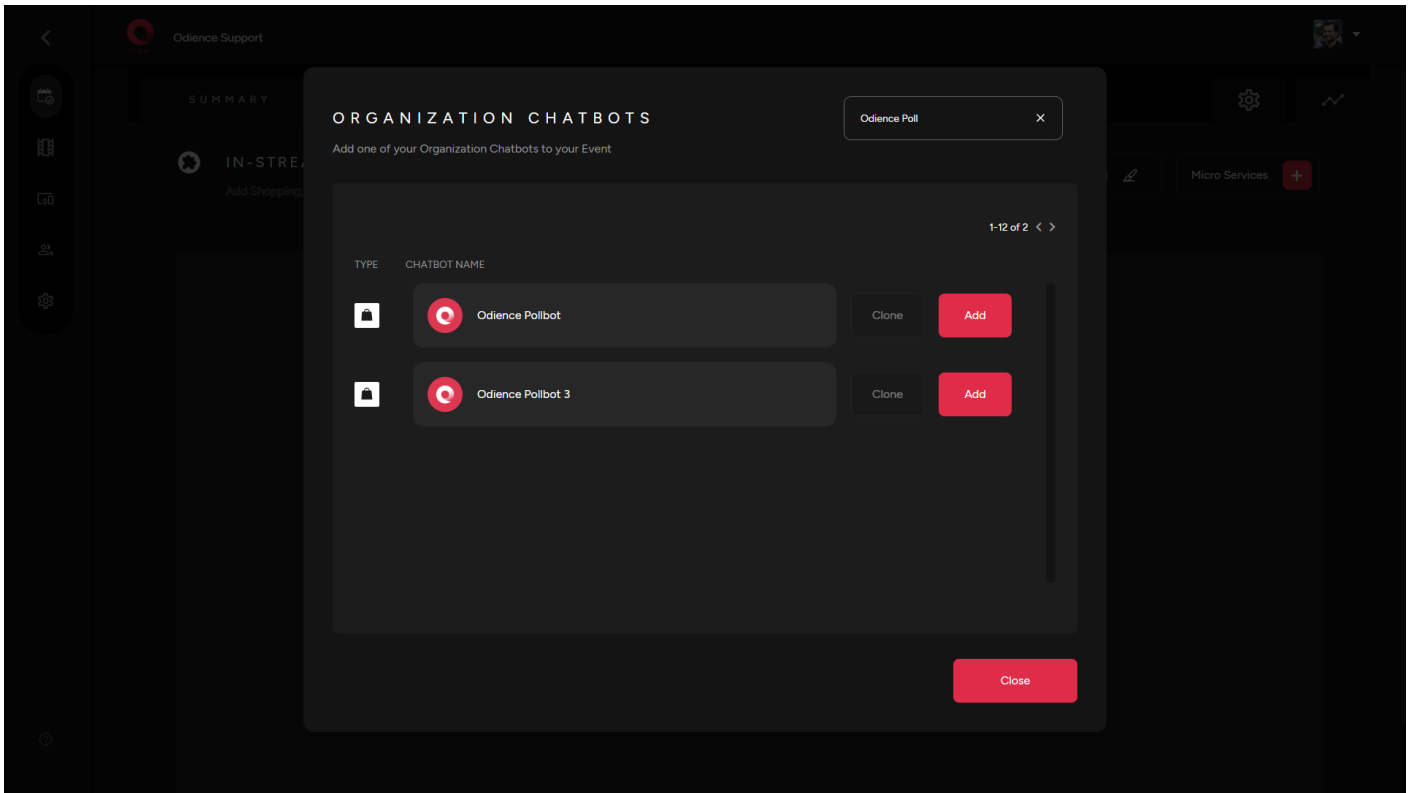 Odience Support
SUMMARY
ORGANIZATION CHATBOTS
Odience Poll
Add one of your Organization Chatbots to your Event
IN-STREA
Add Shopping,
Micro Services
1-12 of 2
TYPE CHATBOT NAME
Odience Pollbot Clone Add
Odience Pollbot 3 Clone Add
Close